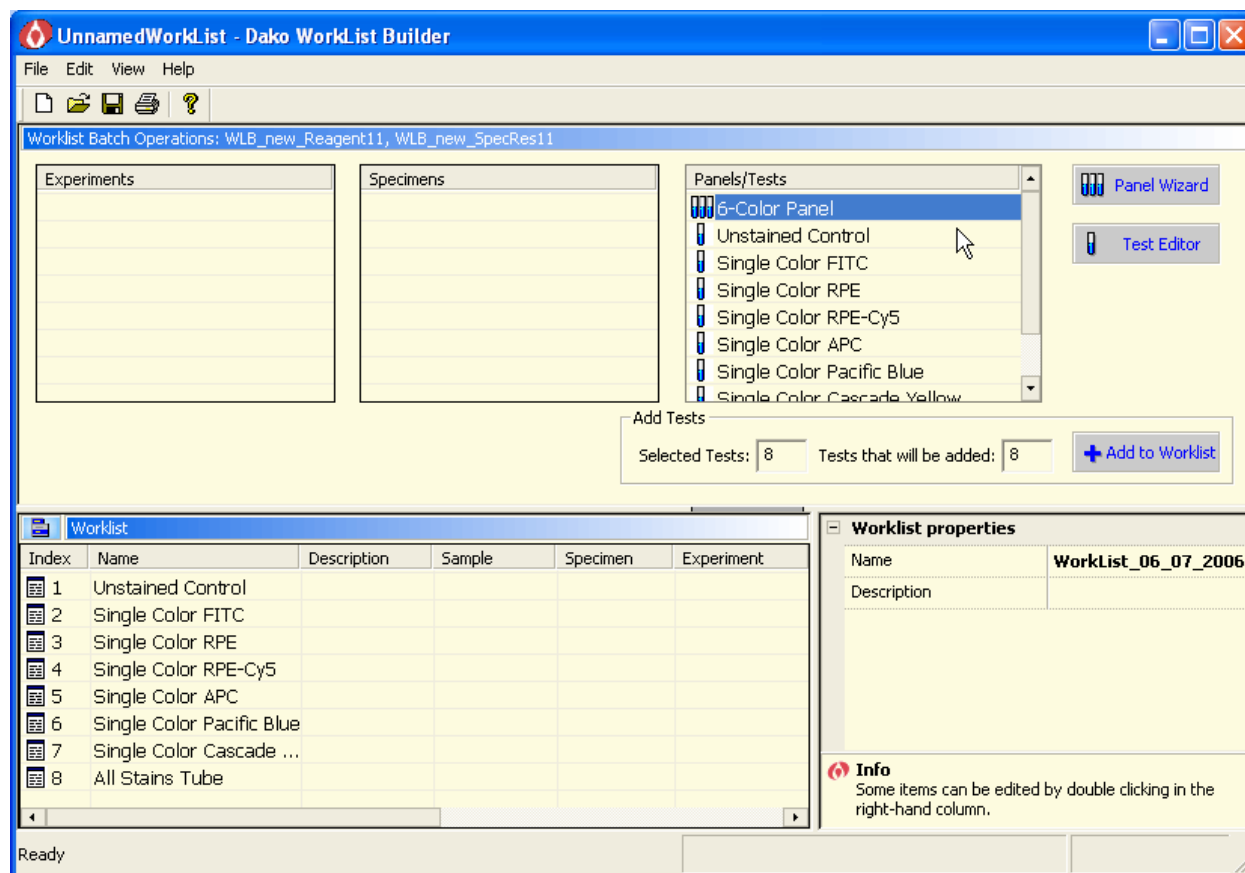 UnnamedWorkList - Dako WorkList Builder
File Edit View Help
Worklist Batch Operations: WLB_new_Reagent11, WLB_new_SpecRes11
Experiments
Specimens
Panels/Tests
6-Color Panel
Unstained Control
Single Color FITC
Single Color RPE
Single Color RPE-Cy5
Single Color APC
Single Color Pacific Blue
Single Color Cascade Yellow
Panel Wizard
Test Editor
Add Tests
Selected Tests: 8 Tests that will be added: 8 Add to Worklist
Worklist
Index Name Description Sample Specimen Experiment
1 Unstained Control
2 Single Color FITC
3 Single Color RPE
4 Single Color RPE-Cy5
5 Single Color APC
6 Single Color Pacific Blue
7 Single Color Cascade ...
8 All Stains Tube
Worklist properties
Name WorkList_06_07_2006
Description
Info
Some items can be edited by double clicking in the
right-hand column.
Ready